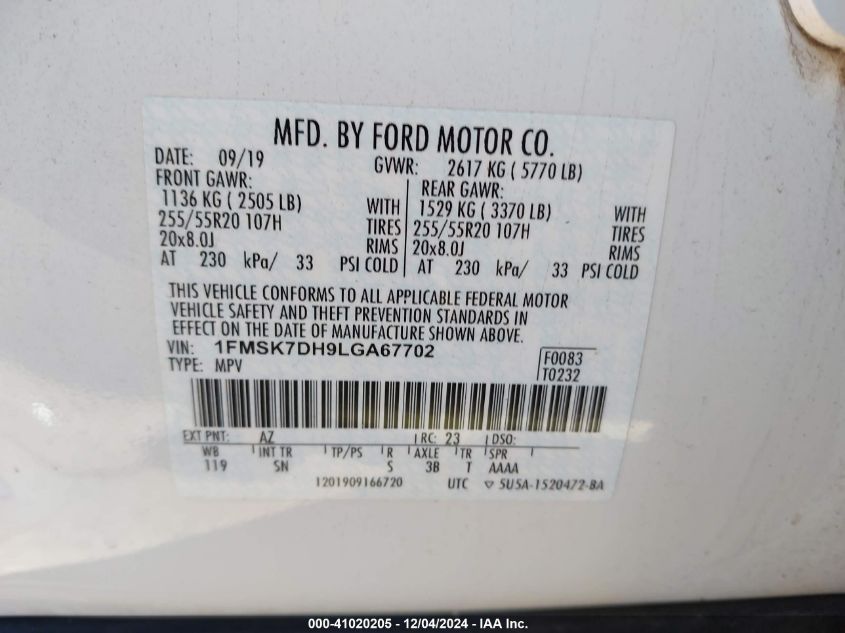 MFD. BY FORD MOTOR CO.
DATE: 09/19 GVWR: 2617 KG ( 5770 LB)
FRONT GAWR: REAR GAWR:
1136 KG ( 2505 LB) WITH 1529 KG ( 3370 LB) WITH
255/55R20 107H TIRES 255/55R20 107H TIRES
20x8.0J RIMS 20x8.0J RIMS
AT 230 kPa/ 33 PSI COLD AT 230 kPa/ 33 PSI COLD
THIS VEHICLE CONFORMS TO ALL APPLICABLE FEDERAL MOTOR
VEHICLE SAFETY AND THEFT PREVENTION STANDARDS IN
EFFECT ON THE DATE OF MANUFACTURE SHOWN ABOVE.
VIN: 1FMSK7DH9LGA67702 F0083
TYPE: MPV T0232
EXT PNT: AZ RC: 23 DSO:
WB INT TR TP/PS R AXLE TR SPR
119 SN S 3B T AAAA
1201909166720 UTC ▽ 5U5A-1520472-BA
000-41020205 - 12/04/2024 - IAA Inc.